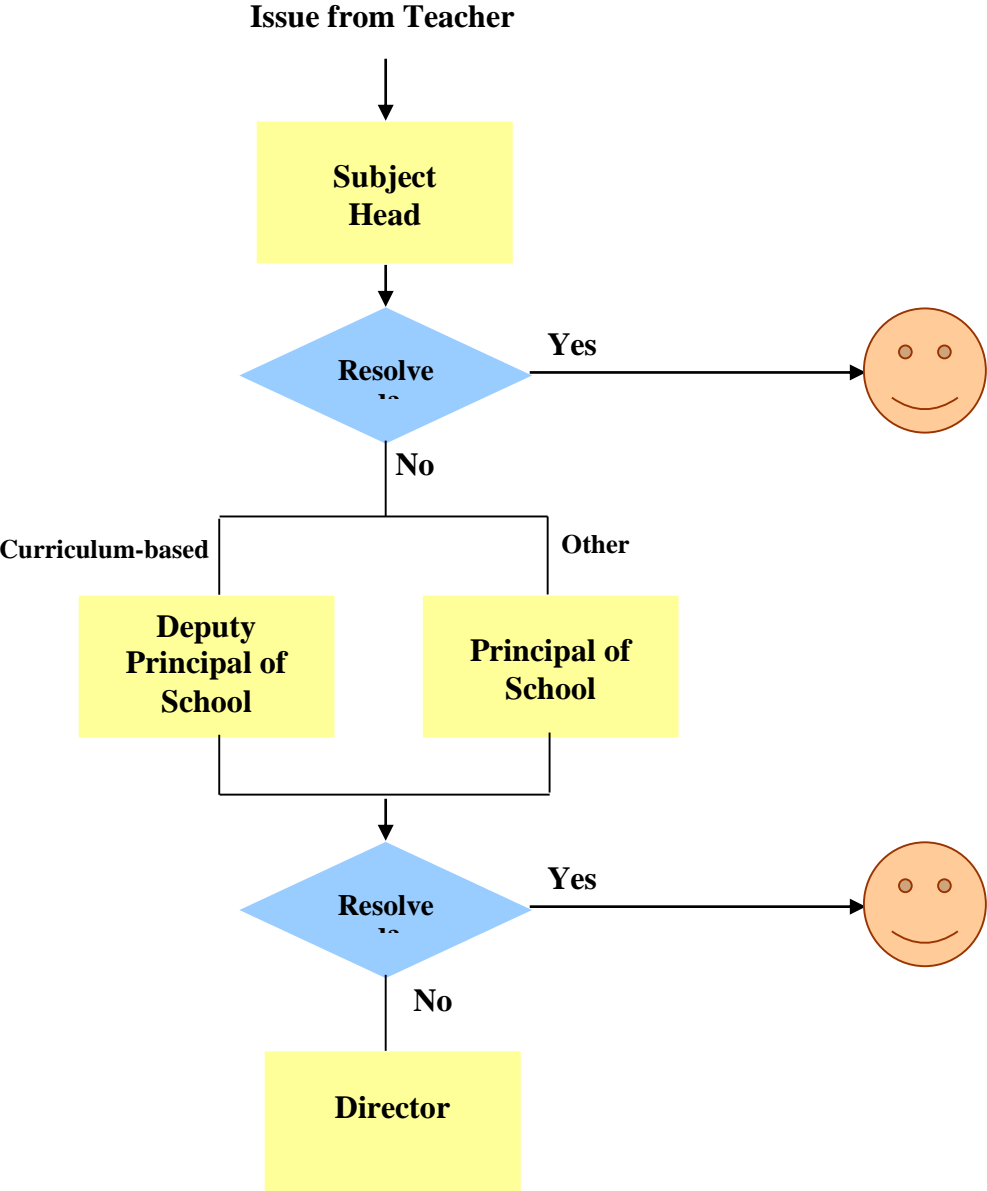 Issue from Teacher
Subject
Head
Yes
Resolve
No
Curriculum-based
Other
Deputy
Principal of
School
Principal of
School
Yes
Resolve
No
Director